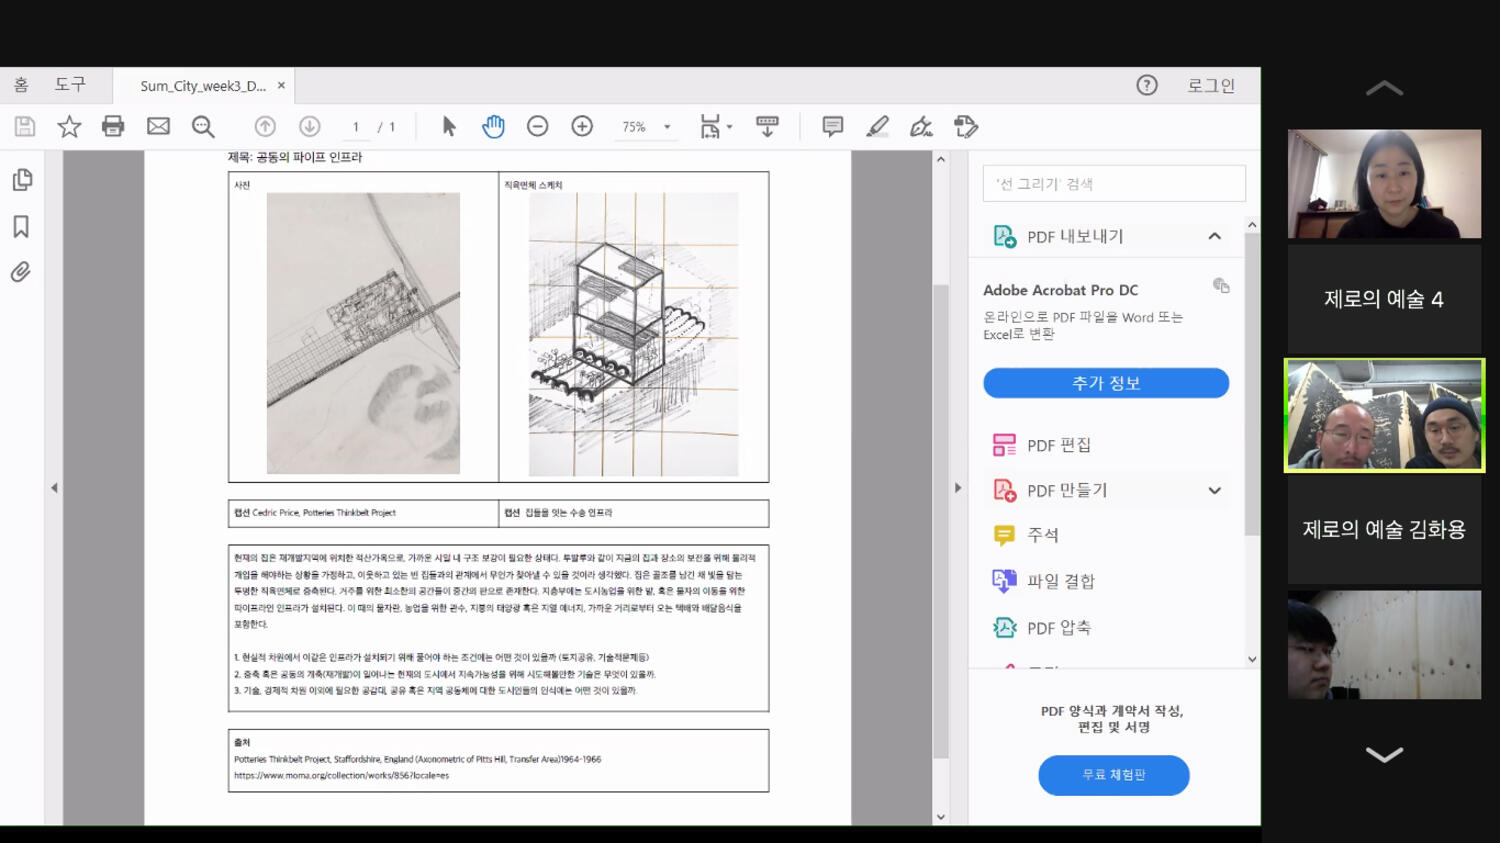 홈
도구
Sum_City_week3_D... ×
로그인
1 / 1
75%
제목: 공동의 파이프 인프라
사진
직육면체 스케치
캡션 Cedric Price, Potteries Thinkbelt Project
캡션 집들을 잇는 수송 인프라
현재의 집은 재개발지역에 위치한 적산가옥으로, 가까운 시일 내 구조 보강이 필요한 상태다. 투발루와 같이 지금의 집과 장소의 보전을 위해 물리적
개입을 해야하는 상황을 가정하고, 이웃하고 있는 빈 집들과의 관계에서 무언가 찾아낼 수 있을 것이라 생각했다. 집은 골조를 남긴 채 빛을 담는
투명한 직육면체로 증축된다. 거주를 위한 최소한의 공간들이 중간의 판으로 존재한다. 지층부에는 도시농업을 위한 밭, 혹은 물자의 이동을 위한
파이프라인 인프라가 설치된다. 이 때의 물자란, 농업을 위한 관수, 지붕의 태양광 혹은 지열 에너지, 가까운 거리로부터 오는 택배와 배달음식을
포함한다.
1. 현실적 차원에서 이같은 인프라가 설치되기 위해 풀어야 하는 조건에는 어떤 것이 있을까 (토지공유, 기술적문제등)
2. 증축 혹은 공동의 개축(재개발)이 일어나는 현재의 도시에서 지속가능성을 위해 시도해볼만한 기술은 무엇이 있을까.
3. 기술, 경제적 차원 이외에 필요한 공감대, 공유 혹은 지역 공동체에 대한 도시인들의 인식에는 어떤 것이 있을까.
출처
Potteries Thinkbelt Project, Staffordshire, England (Axonometric of Pitts Hill, Transfer Area)1964-1966
https://www.moma.org/collection/works/856?locale=es
'선 그리기' 검색
PDF 내보내기
Adobe Acrobat Pro DC
온라인으로 PDF 파일을 Word 또는
Excel로 변환
추가 정보
PDF 편집
PDF 만들기
주석
파일 결합
PDF 압축
PDF 양식과 계약서 작성,
편집 및 서명
무료 체험판
제로의 예술 4
제로의 예술 김화용